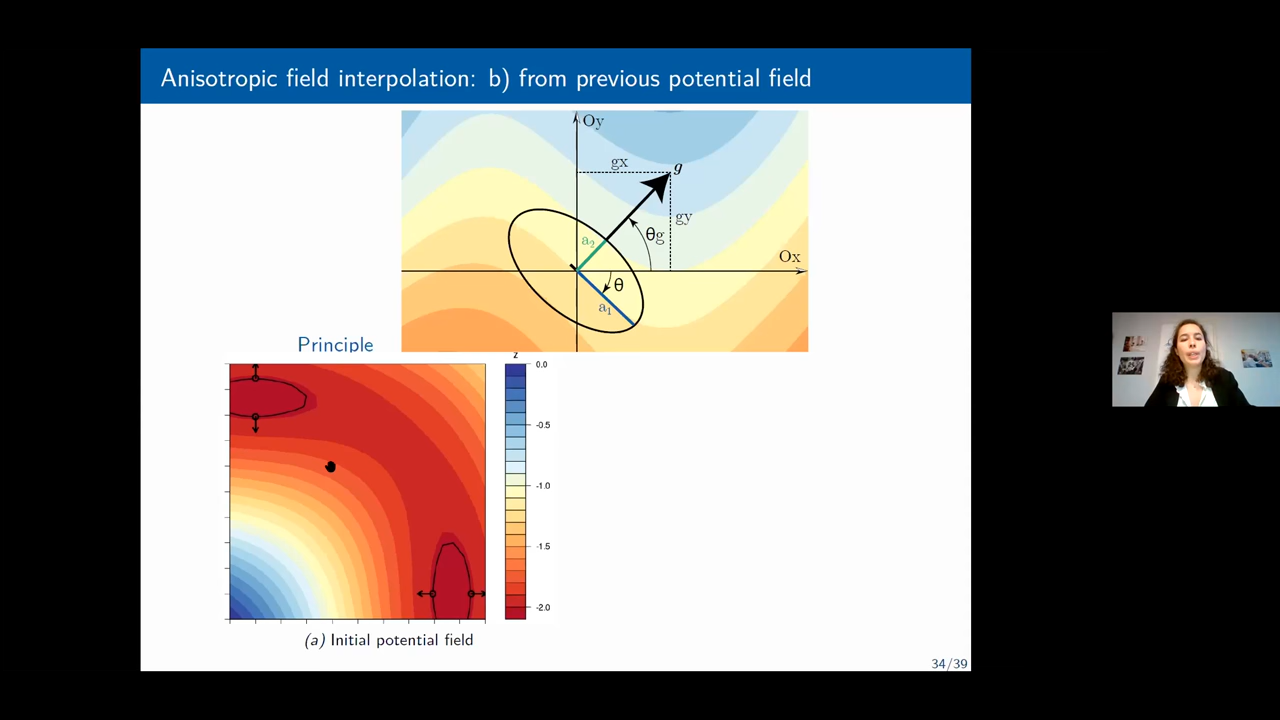 Anisotropic field interpolation: b) from previous potential field
Oy
gx
g
gy
θg
a₂
Ox
θ
a₁
Principle
z
0.0
-0.5
-1.0
-1.5
-2.0
(a) Initial potential field
34/39